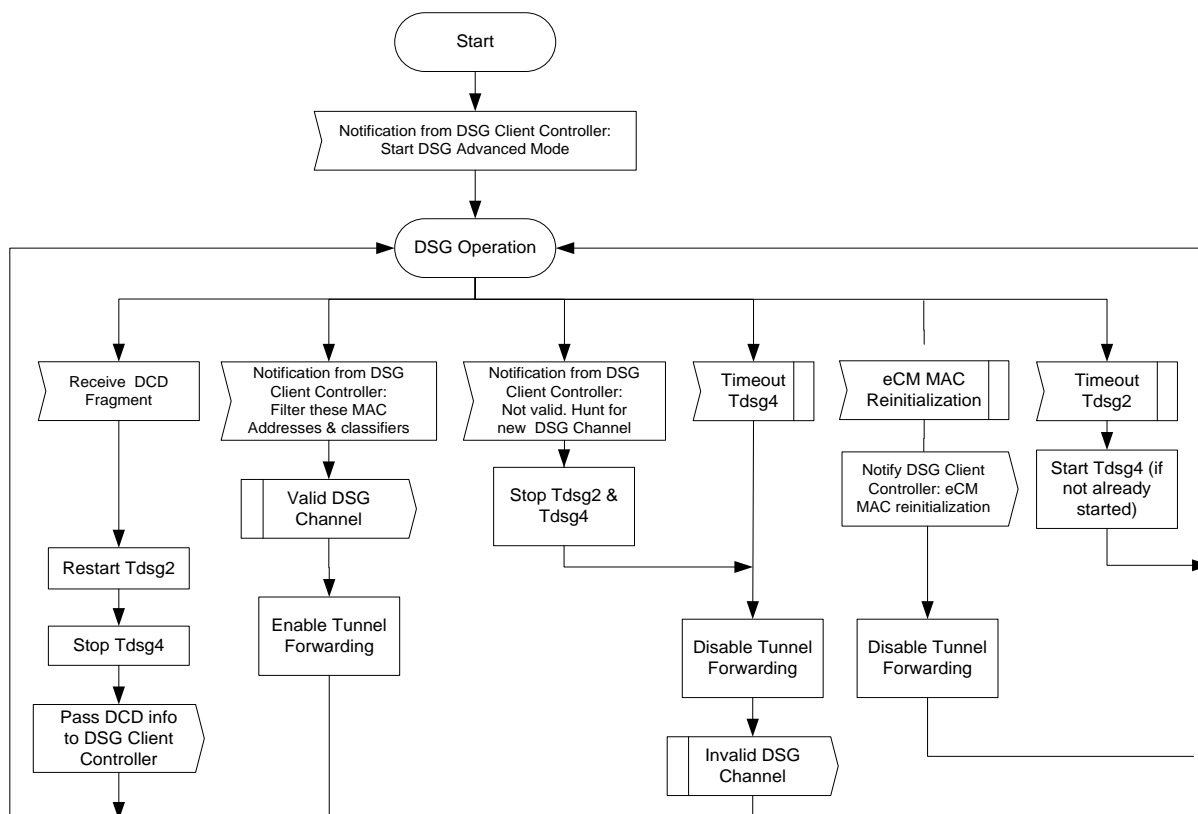 Start
Notification from DSG Client Controller:
Start DSG Advanced Mode
DSG Operation
Receive DCD
Fragment
Notification from DSG
Client Controller:
Filter these MAC
Addresses & classifiers
Notification from DSG
Client Controller:
Not valid. Hunt for
new DSG Channel
Timeout
Tdsg4
eCM MAC
Reinitialization
Timeout
Tdsg2
Valid DSG
Channel
Stop Tdsg2 &
Tdsg4
Notify DSG Client
Controller: eCM
MAC reinitialization
Start Tdsg4 (if
not already
started)
Restart Tdsg2
Enable Tunnel
Forwarding
Stop Tdsg4
Disable Tunnel
Forwarding
Disable Tunnel
Forwarding
Pass DCD info
to DSG Client
Controller
Invalid DSG
Channel